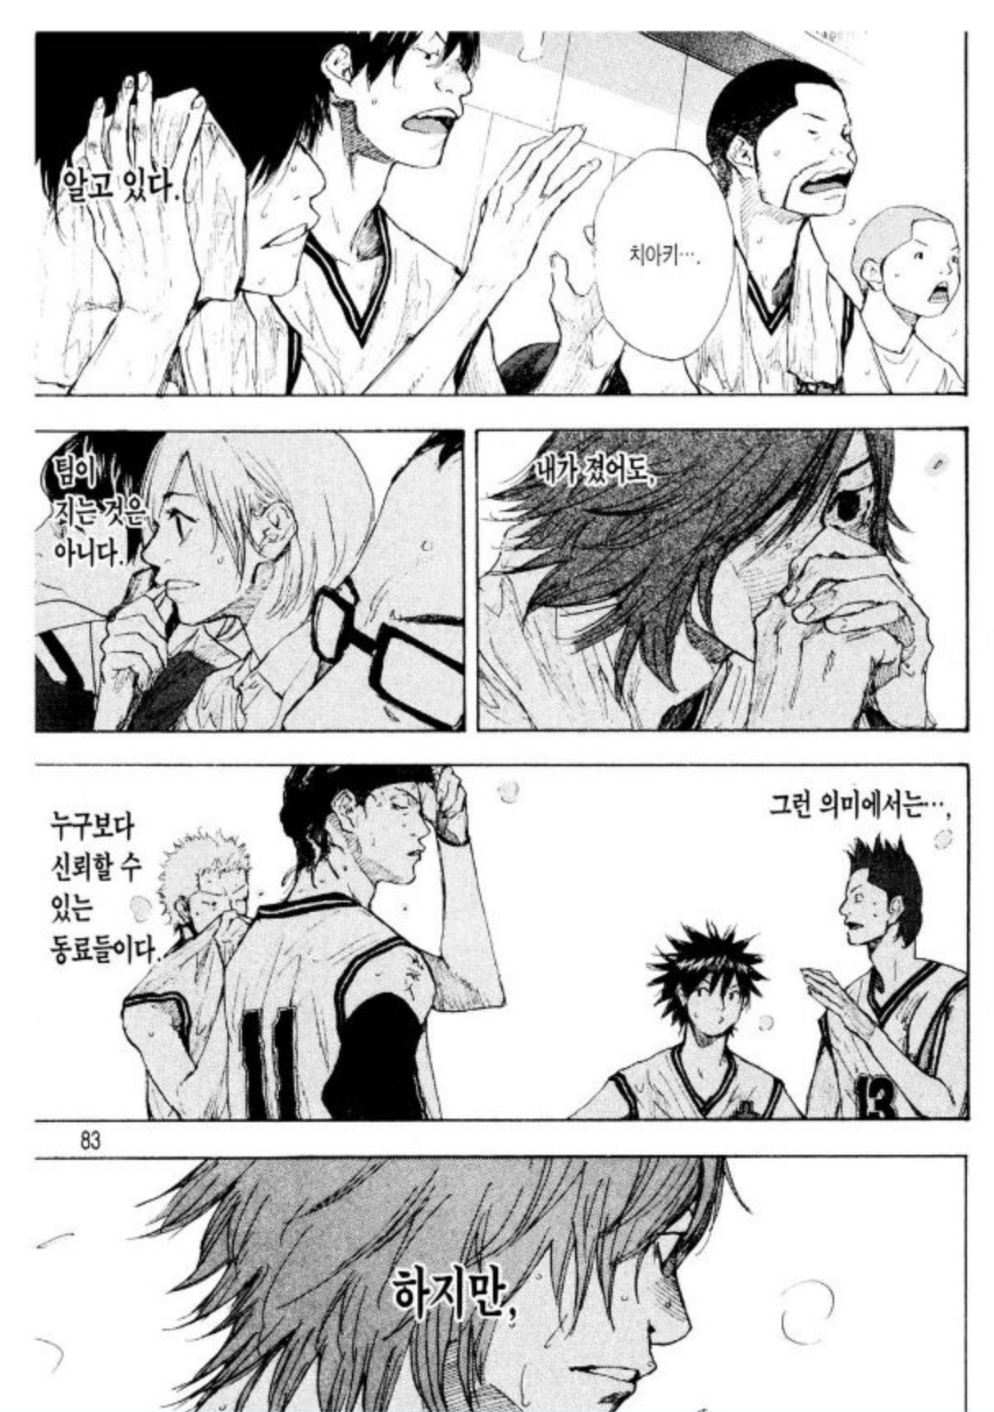 치아키….
알고 있다.
내가 졌어도,
팀이
지는 것은
아니다.
그런 의미에서는…,
누구보다
신뢰할 수
있는
동료들이다.
11
13
83
하지만,